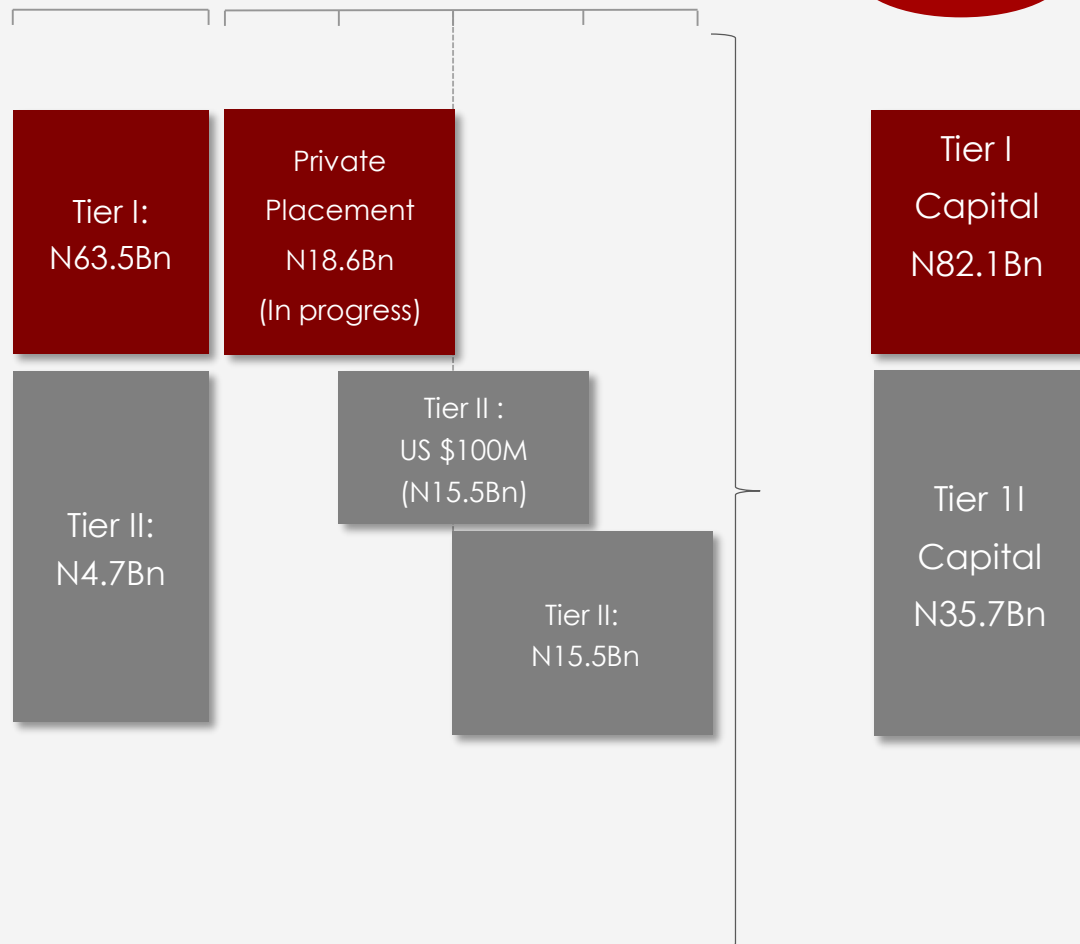 Tier I:
N63.5Bn
Private
Placement
N18.6Bn
(In progress)
Tier I
Capital
N82.1Bn
Tier II:
N4.7Bn
Tier II :
US $100M
(N15.5Bn)
Tier II:
N15.5Bn
Tier 1I
Capital
N35.7Bn